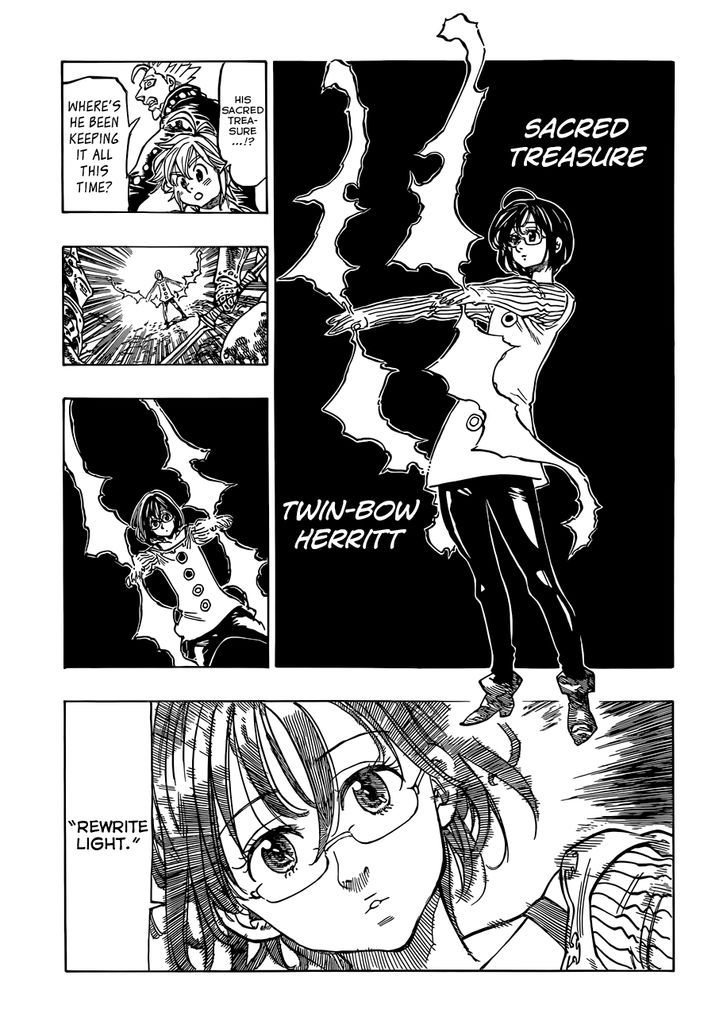 HIS
SACRED
TREA-
SURE
...!?
WHERE'S
HE BEEN
KEEPING
IT ALL
THIS
TIME?
SACRED
TREASURE
TWIN-BOW
HERRITT
"REWRITE
LIGHT."